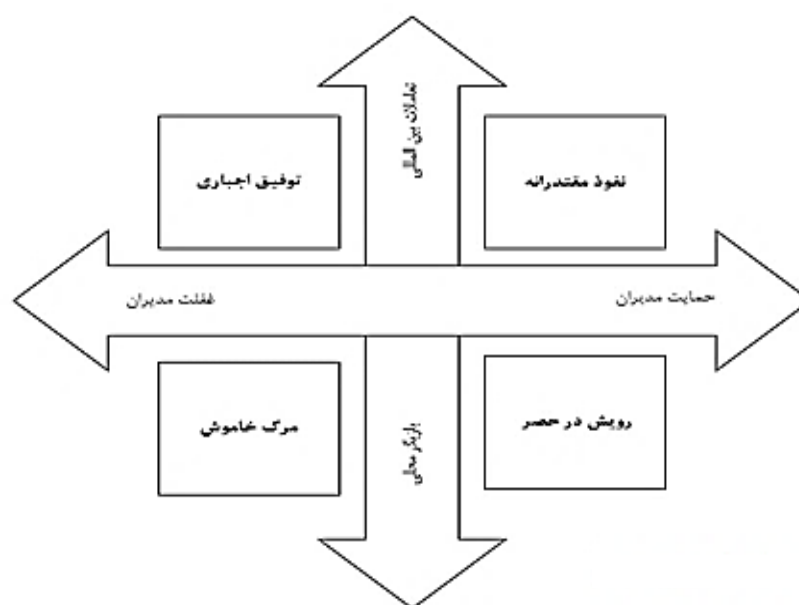 تعاملات بین المللی
نفوذ مقتدرانه
توفیق اجباری
حمایت مدیران
غفلت مدیران
رویش در حصر
مرگ خاموش
بازیگر محلی